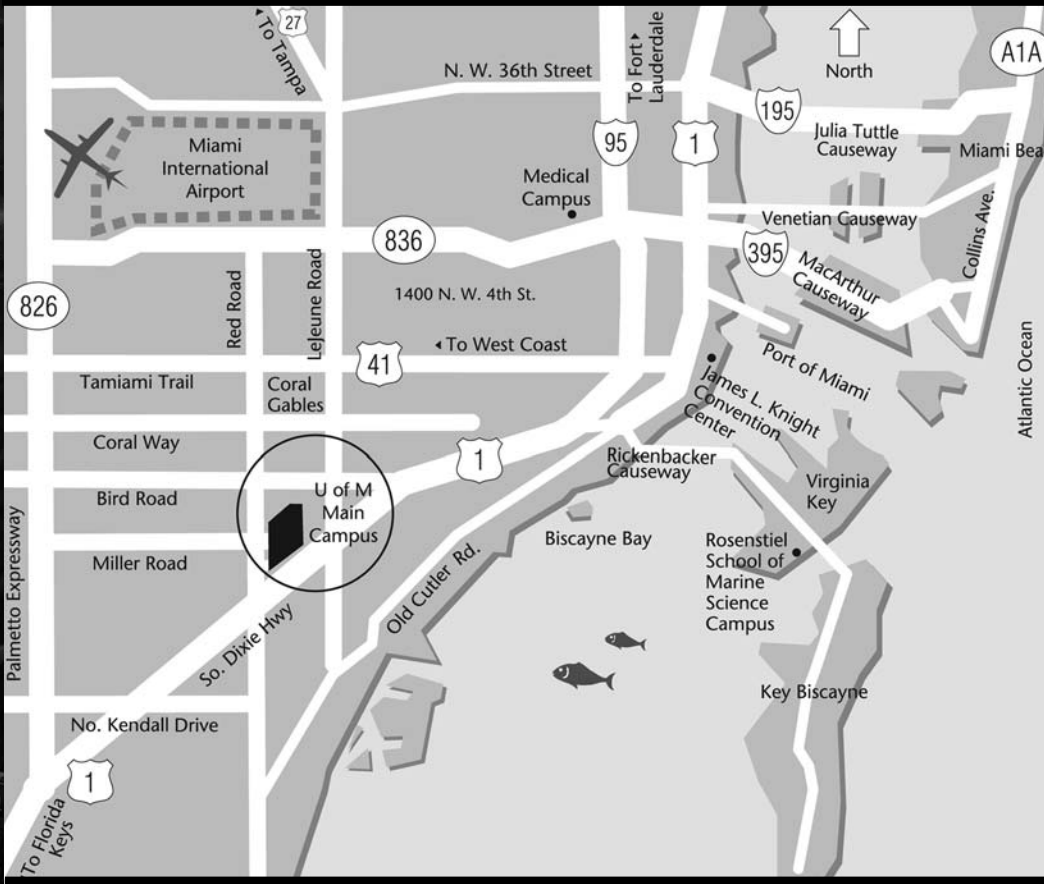 27
To Tampa
N. W. 36th Street
To Fort
Lauderdale
North
A1A
195
95
1
Julia Tuttle
Causeway
Miami Bea
Miami
International
Airport
Medical
Campus
Venetian Causeway
Collins Ave.
836
395
MacArthur
Causeway
826
Red Road
LeJeune Road
1400 N. W. 4th St.
To West Coast
41
Port of Miami
Atlantic Ocean
Tamiami Trail
Coral
Gables
James L. Knight
Convention
Center
Coral Way
1
Rickenbacker
Causeway
Bird Road
U of M
Main
Campus
Virginia
Key
Miller Road
Biscayne Bay
Rosenstiel
School of
Marine
Science
Campus
Palmetto Expressway
Old Cutler Rd.
So. Dixie Hwy
Key Biscayne
No. Kendall Drive
1
To Florida
Keys